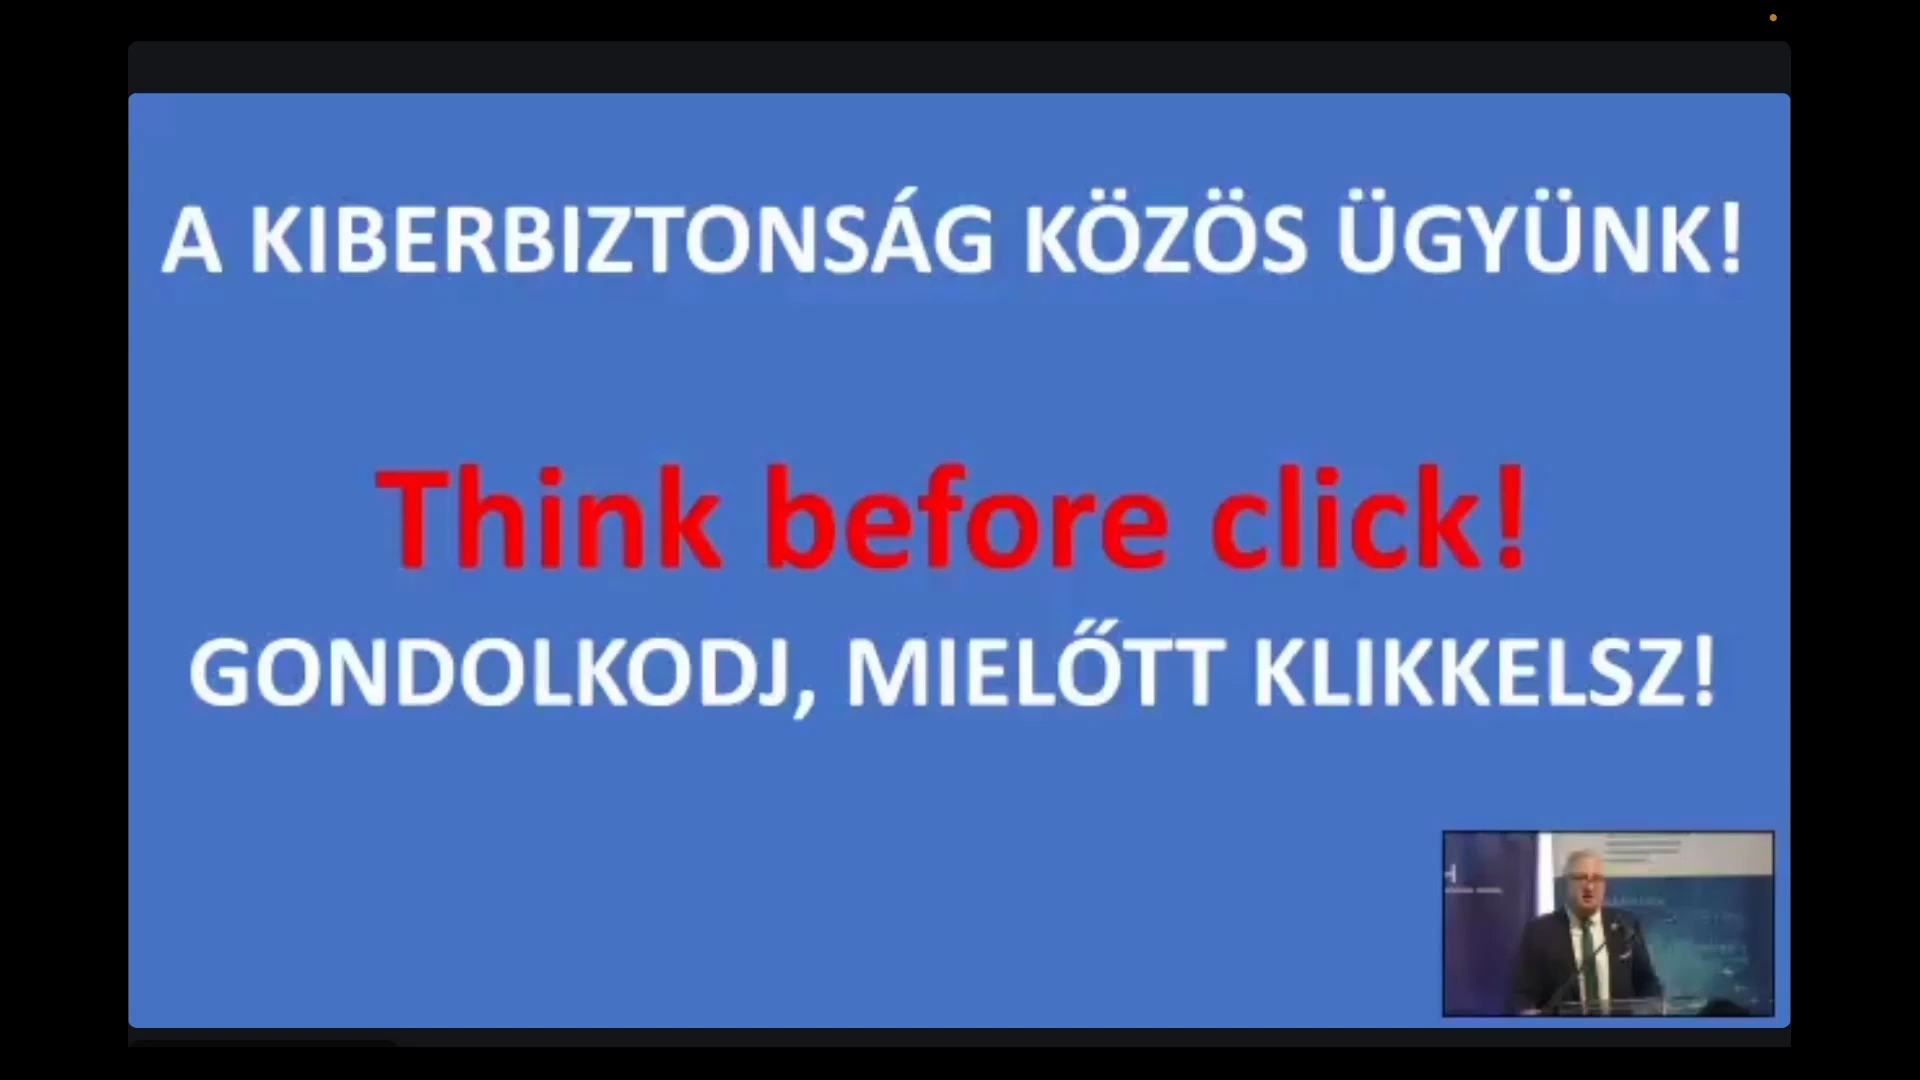 A KIBERBIZTONSÁG KÖZÖS ÜGYÜNK!
Think before click!
GONDOLKODJ, MIELŐTT KLIKKELSZ!